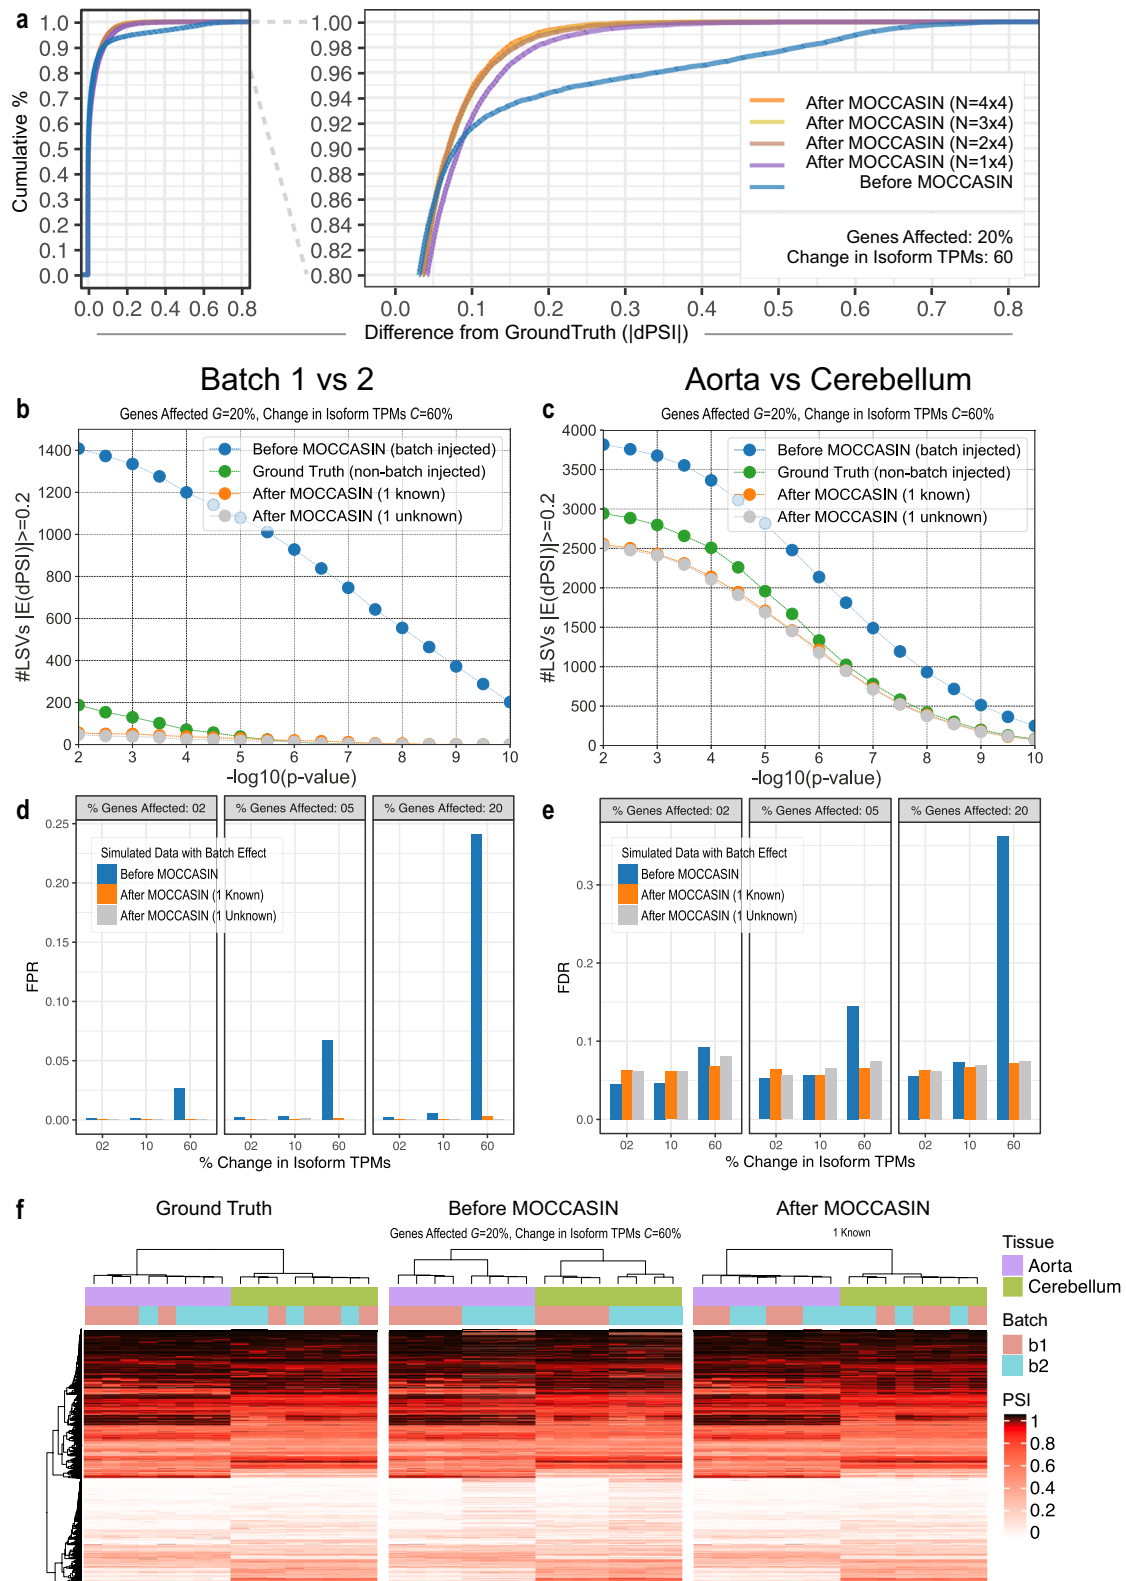 a
Cumulative %
1.0
0.9
0.8
0.7
0.6
0.5
0.4
0.3
0.2
0.1
0.0
0.0 0.2 0.4 0.6 0.8
1.00
0.98
0.96
0.94
0.92
0.90
0.88
0.86
0.84
0.82
0.80
After MOCCASIN (N=4x4)
After MOCCASIN (N=3x4)
After MOCCASIN (N=2x4)
After MOCCASIN (N=1x4)
Before MOCCASIN
Genes Affected: 20%
Change in Isoform TPMs: 60
0.0 0.1 0.2 0.3 0.4 0.5 0.6 0.7 0.8
Difference from GroundTruth (|dPSI|)
Batch 1 vs 2
b
Genes Affected G=20%, Change in Isoform TPMs C=60%
#LSVs |E(dPSI)|>=0.2
1400
1200
1000
800
600
400
200
0
Before MOCCASIN (batch injected)
Ground Truth (non-batch injected)
After MOCCASIN (1 known)
After MOCCASIN (1 unknown)
2 3 4 5 6 7 8 9 10
-log10(p-value)
Aorta vs Cerebellum
c
Genes Affected G=20%, Change in Isoform TPMs C=60%
#LSVs |E(dPSI)|>=0.2
4000
3500
3000
2500
2000
1500
1000
500
0
Before MOCCASIN (batch injected)
Ground Truth (non-batch injected)
After MOCCASIN (1 known)
After MOCCASIN (1 unknown)
2 3 4 5 6 7 8 9 10
-log10(p-value)
d
% Genes Affected: 02 % Genes Affected: 05 % Genes Affected: 20
FPR
0.25
0.20
0.15
0.10
0.05
0.00
Simulated Data with Batch Effect
Before MOCCASIN
After MOCCASIN (1 Known)
After MOCCASIN (1 Unknown)
02 10 60 02 10 60 02 10 60
% Change in Isoform TPMs
e
% Genes Affected: 02 % Genes Affected: 05 % Genes Affected: 20
FDR
0.3
0.2
0.1
0.0
Simulated Data with Batch Effect
Before MOCCASIN
After MOCCASIN (1 Known)
After MOCCASIN (1 Unknown)
02 10 60 02 10 60 02 10 60
% Change in Isoform TPMs
f
Ground Truth
Before MOCCASIN
Genes Affected G=20%, Change in Isoform TPMs C=60%
After MOCCASIN
1 Known
Tissue
Aorta
Cerebellum
Batch
b1
b2
PSI
1
0.8
0.6
0.4
0.2
0